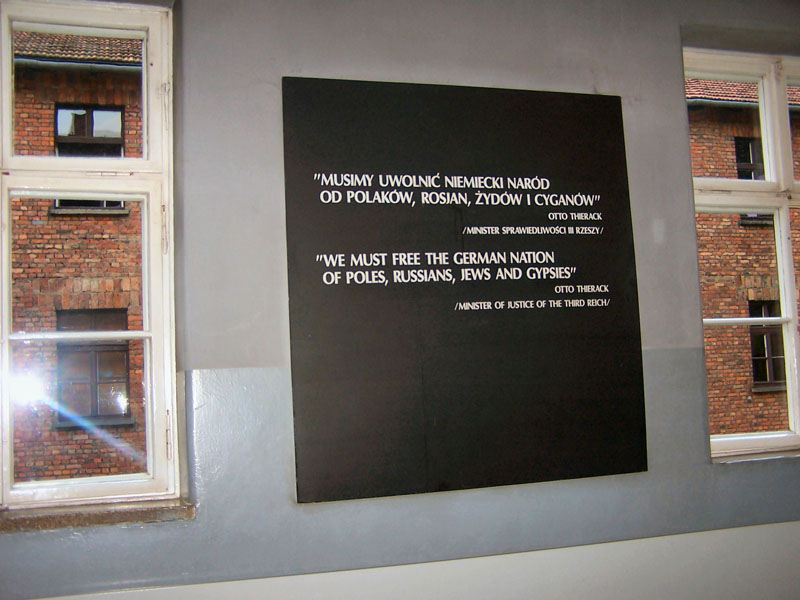 "MUSIMY UWOLNIĆ NIEMIECKI NARÓD
OD POLAKÓW, ROSJAN, ŻYDÓW I CYGANÓW"
OTTO THIERACK
/MINISTER SPRAWIEDLIWOŚCI III RZESZY/
"WE MUST FREE THE GERMAN NATION
OF POLES, RUSSIANS, JEWS AND GYPSIES"
OTTO THIERACK
/MINISTER OF JUSTICE OF THE THIRD REICH/